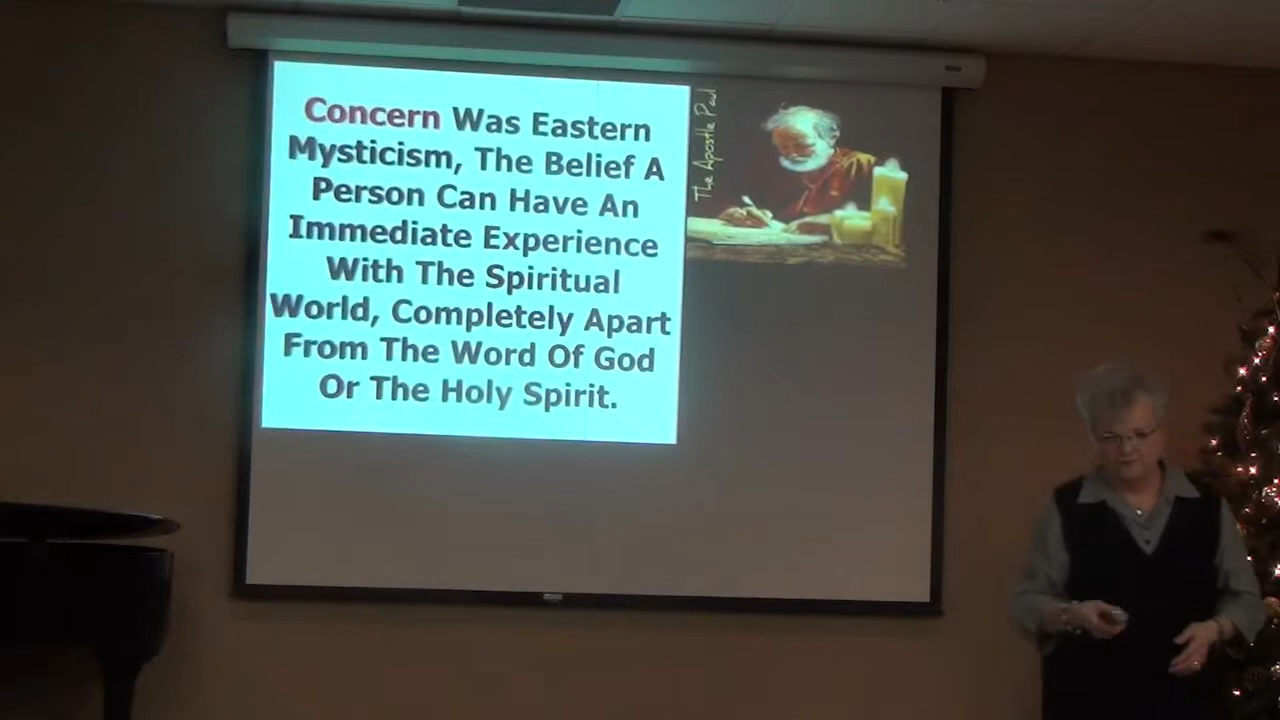 Concern Was Eastern
Mysticism, The Belief A
Person Can Have An
Immediate Experience
With The Spiritual
World, Completely Apart
From The Word Of God
Or The Holy Spirit.
The Apostle Paul